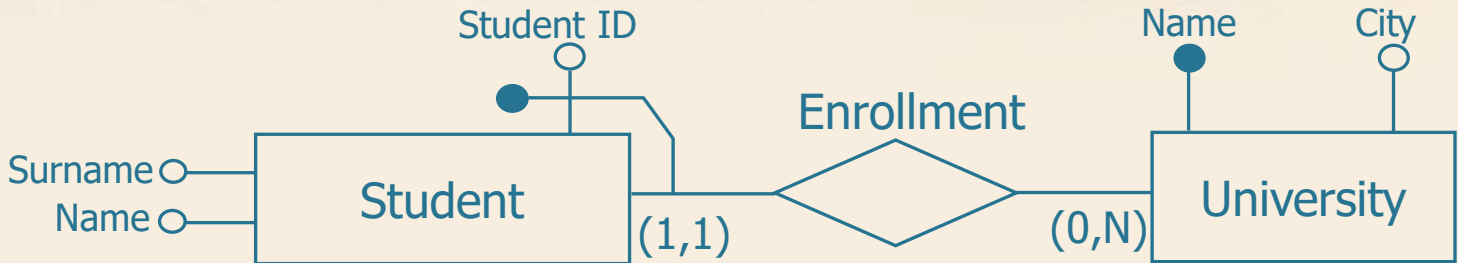 Student ID
Name
City
Enrollment
Surname
Name
Student
(1,1)
(0,N)
University